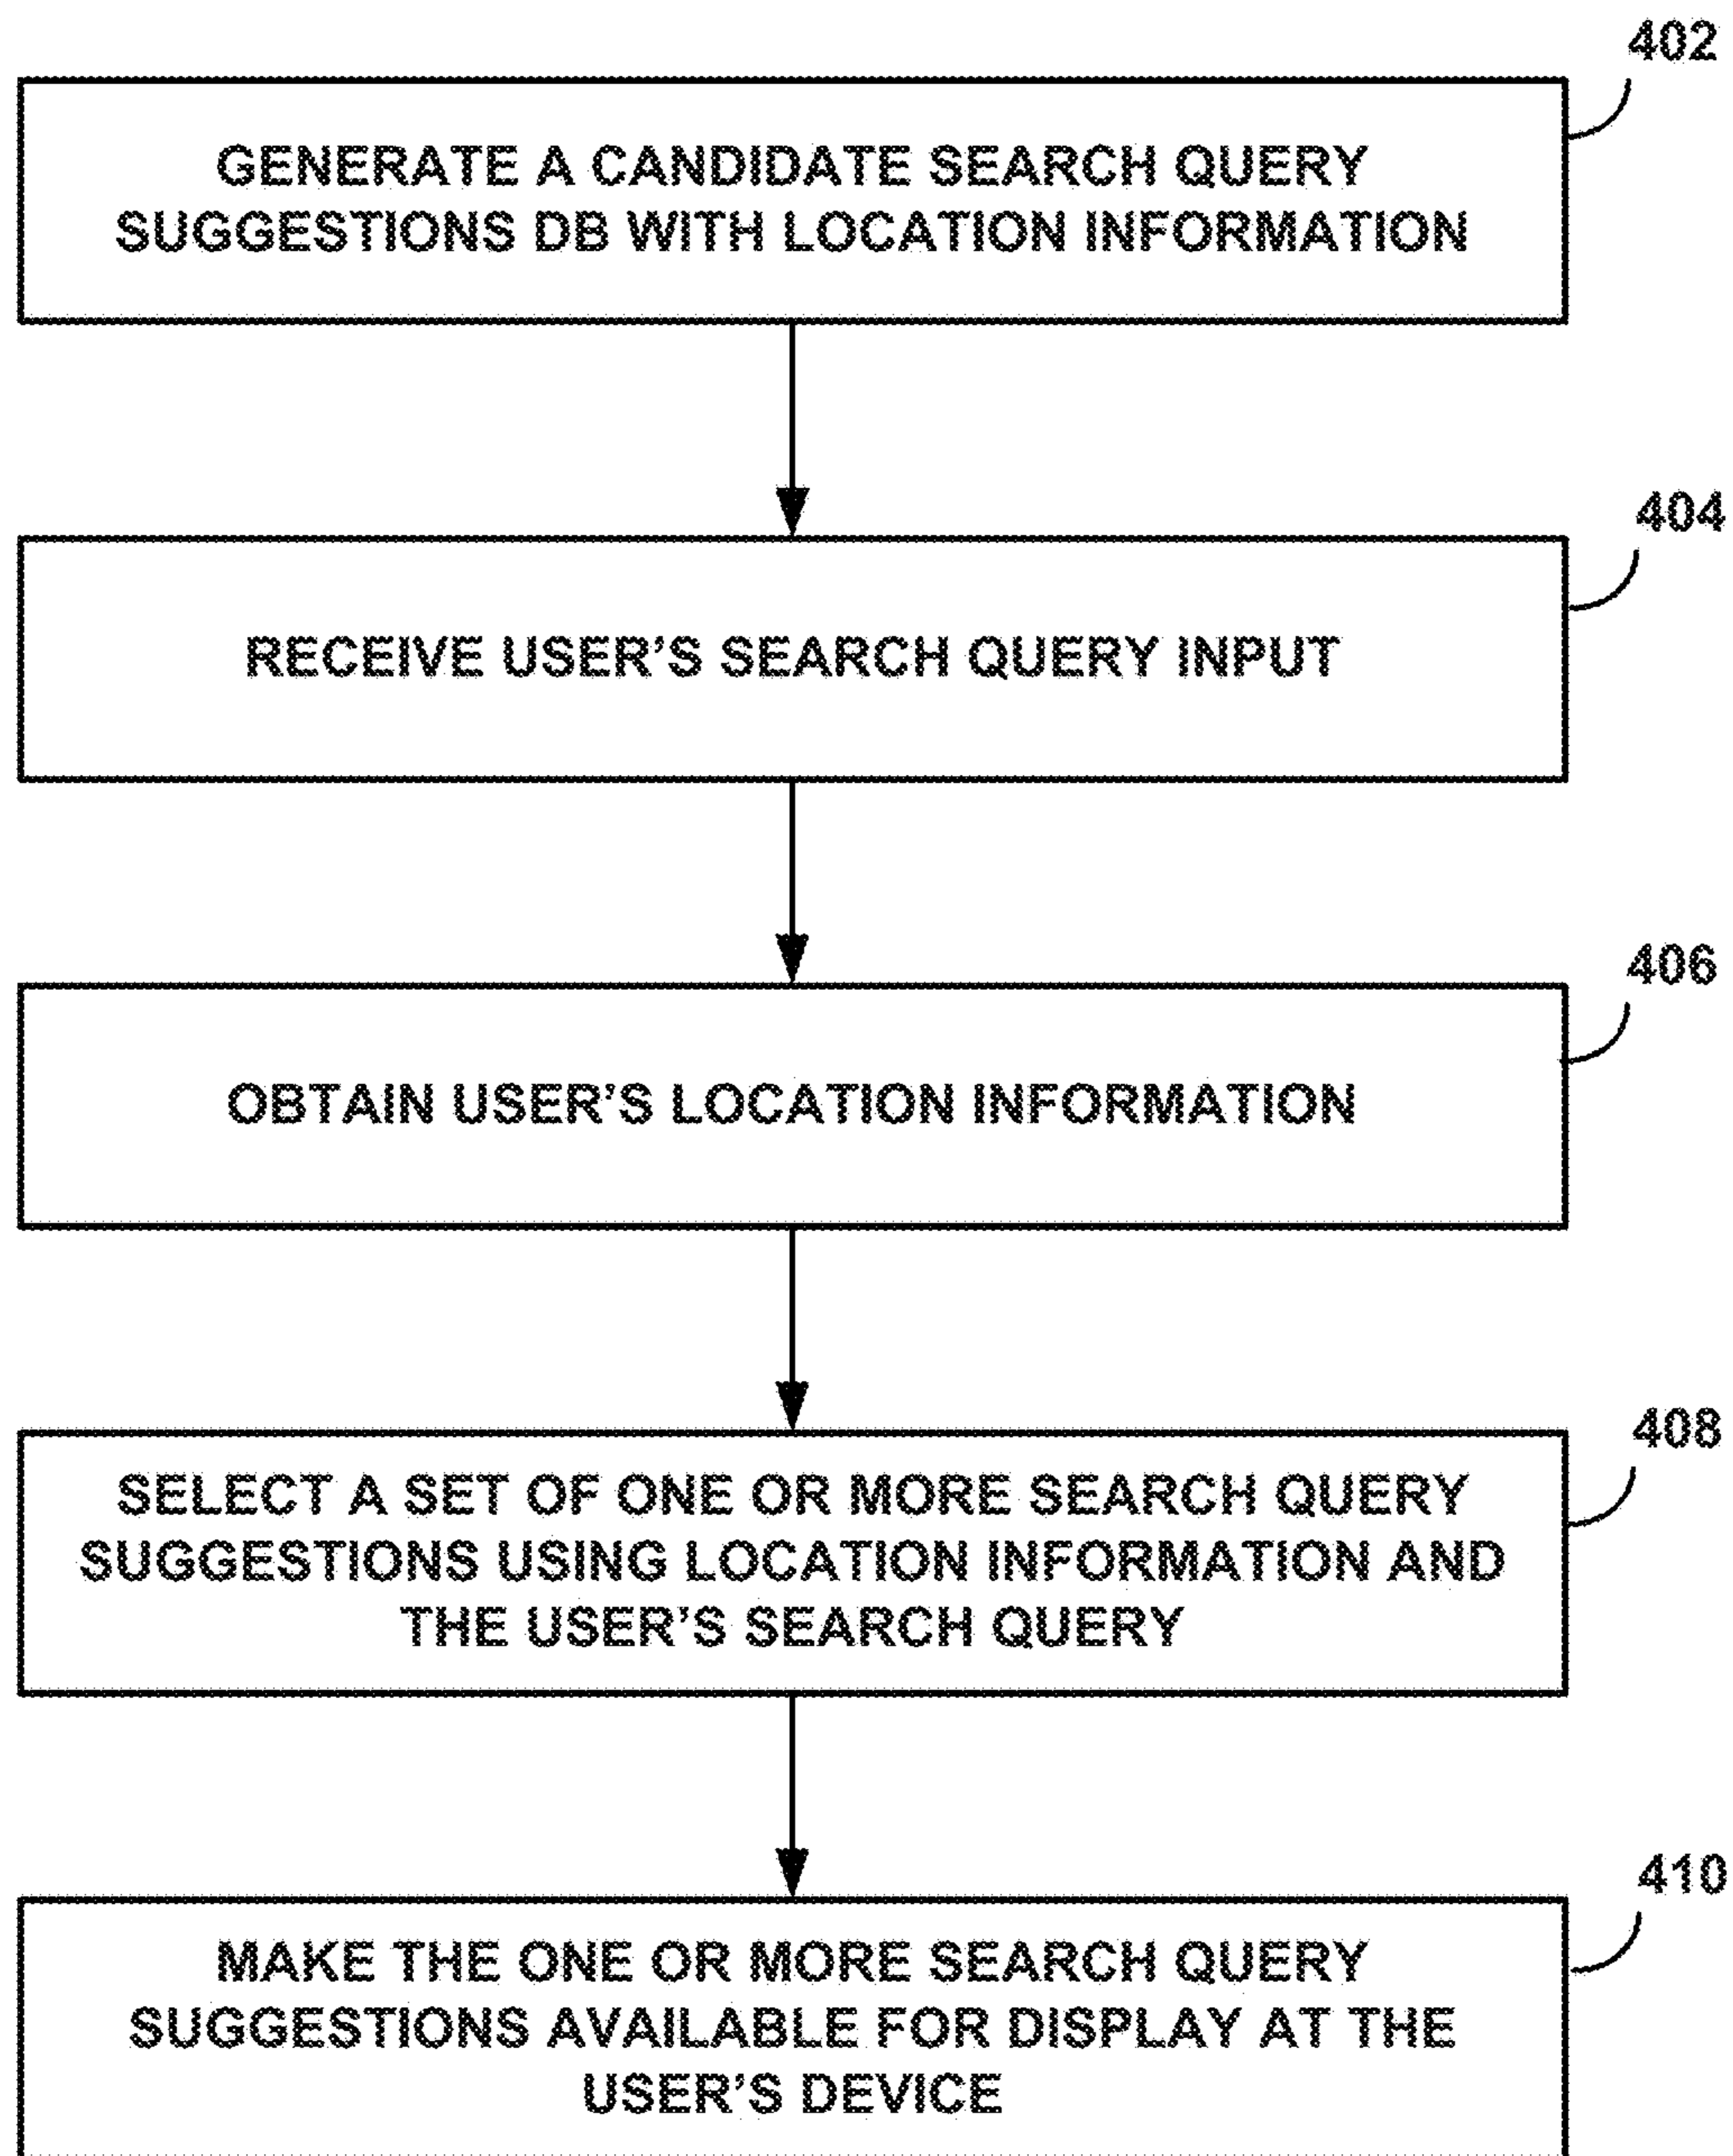 402
GENERATE A CANDIDATE SEARCH QUERY
SUGGESTIONS DB WITH LOCATION INFORMATION
404
RECEIVE USER'S SEARCH QUERY INPUT
406
OBTAIN USER'S LOCATION INFORMATION
408
SELECT A SET OF ONE OR MORE SEARCH QUERY
SUGGESTIONS USING LOCATION INFORMATION AND
THE USER'S SEARCH QUERY
410
MAKE THE ONE OR MORE SEARCH QUERY
SUGGESTIONS AVAILABLE FOR DISPLAY AT THE
USER'S DEVICE